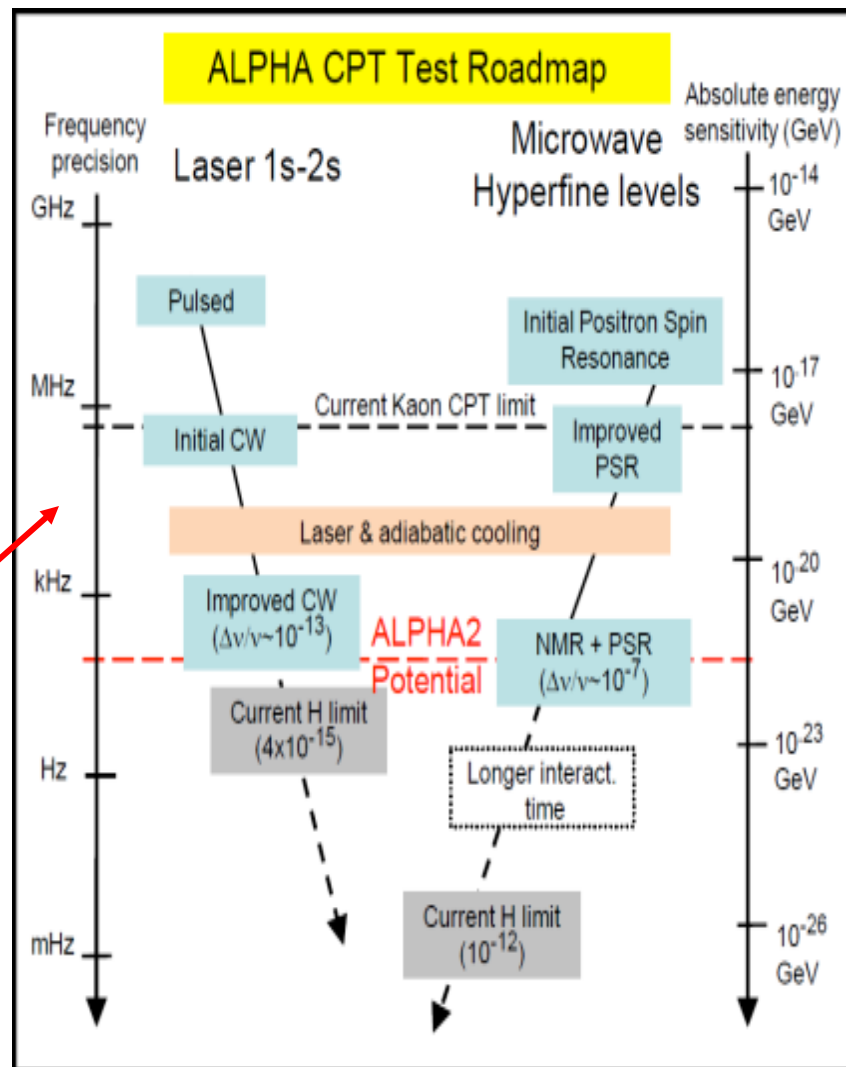 ALPHA CPT Test Roadmap
Frequency
precision
Laser 1s-2s
Microwave
Hyperfine levels
Absolute energy
sensitivity (GeV)
GHz
10⁻¹⁴
GeV
Pulsed
Initial Positron Spin
Resonance
MHz
10⁻¹⁷
GeV
Current Kaon CPT limit
Initial CW
Improved
PSR
Laser & adiabatic cooling
kHz
10⁻²⁰
GeV
Improved CW
(Δν/ν~10⁻¹³)
ALPHA2
Potential
NMR + PSR
(Δν/ν~10⁻⁷)
Current H limit
(4x10⁻¹⁵)
10⁻²³
GeV
Hz
Longer interact.
time
Current H limit
(10⁻¹²)
mHz
10⁻²⁶
GeV